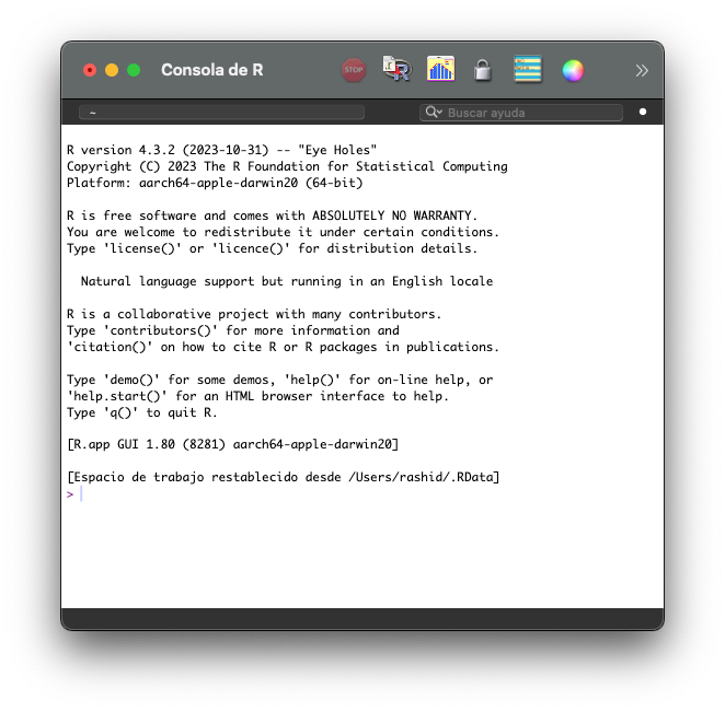 Consola de R
STOP
~
Buscar ayuda
R version 4.3.2 (2023-10-31) -- "Eye Holes"
Copyright (C) 2023 The R Foundation for Statistical Computing
Platform: aarch64-apple-darwin20 (64-bit)
R is free software and comes with ABSOLUTELY NO WARRANTY.
You are welcome to redistribute it under certain conditions.
Type 'license()' or 'licence()' for distribution details.
Natural language support but running in an English locale
R is a collaborative project with many contributors.
Type 'contributors()' for more information and
'citation()' on how to cite R or R packages in publications.
Type 'demo()' for some demos, 'help()' for on-line help, or
'help.start()' for an HTML browser interface to help.
Type 'q()' to quit R.
[R.app GUI 1.80 (8281) aarch64-apple-darwin20]
[Espacio de trabajo restablecido desde /Users/rashid/.RData]
>